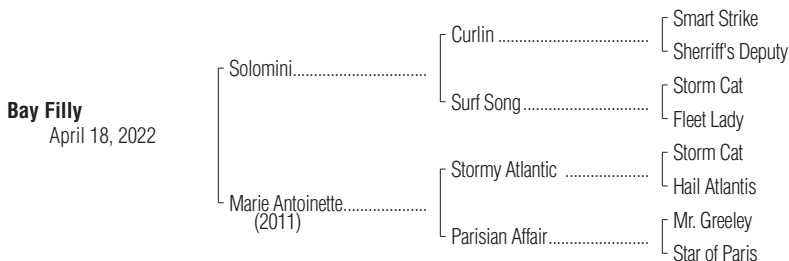 Smart Strike
Curlin ........................................
Sherriff's Deputy
Solomini...........................
Storm Cat
Surf Song.................................
Fleet Lady
Bay Filly
April 18, 2022
Storm Cat
Stormy Atlantic ......................
Hail Atlantis
Marie Antoinette.................
(2011)
Mr. Greeley
Parisian Affair..........................
Star of Paris